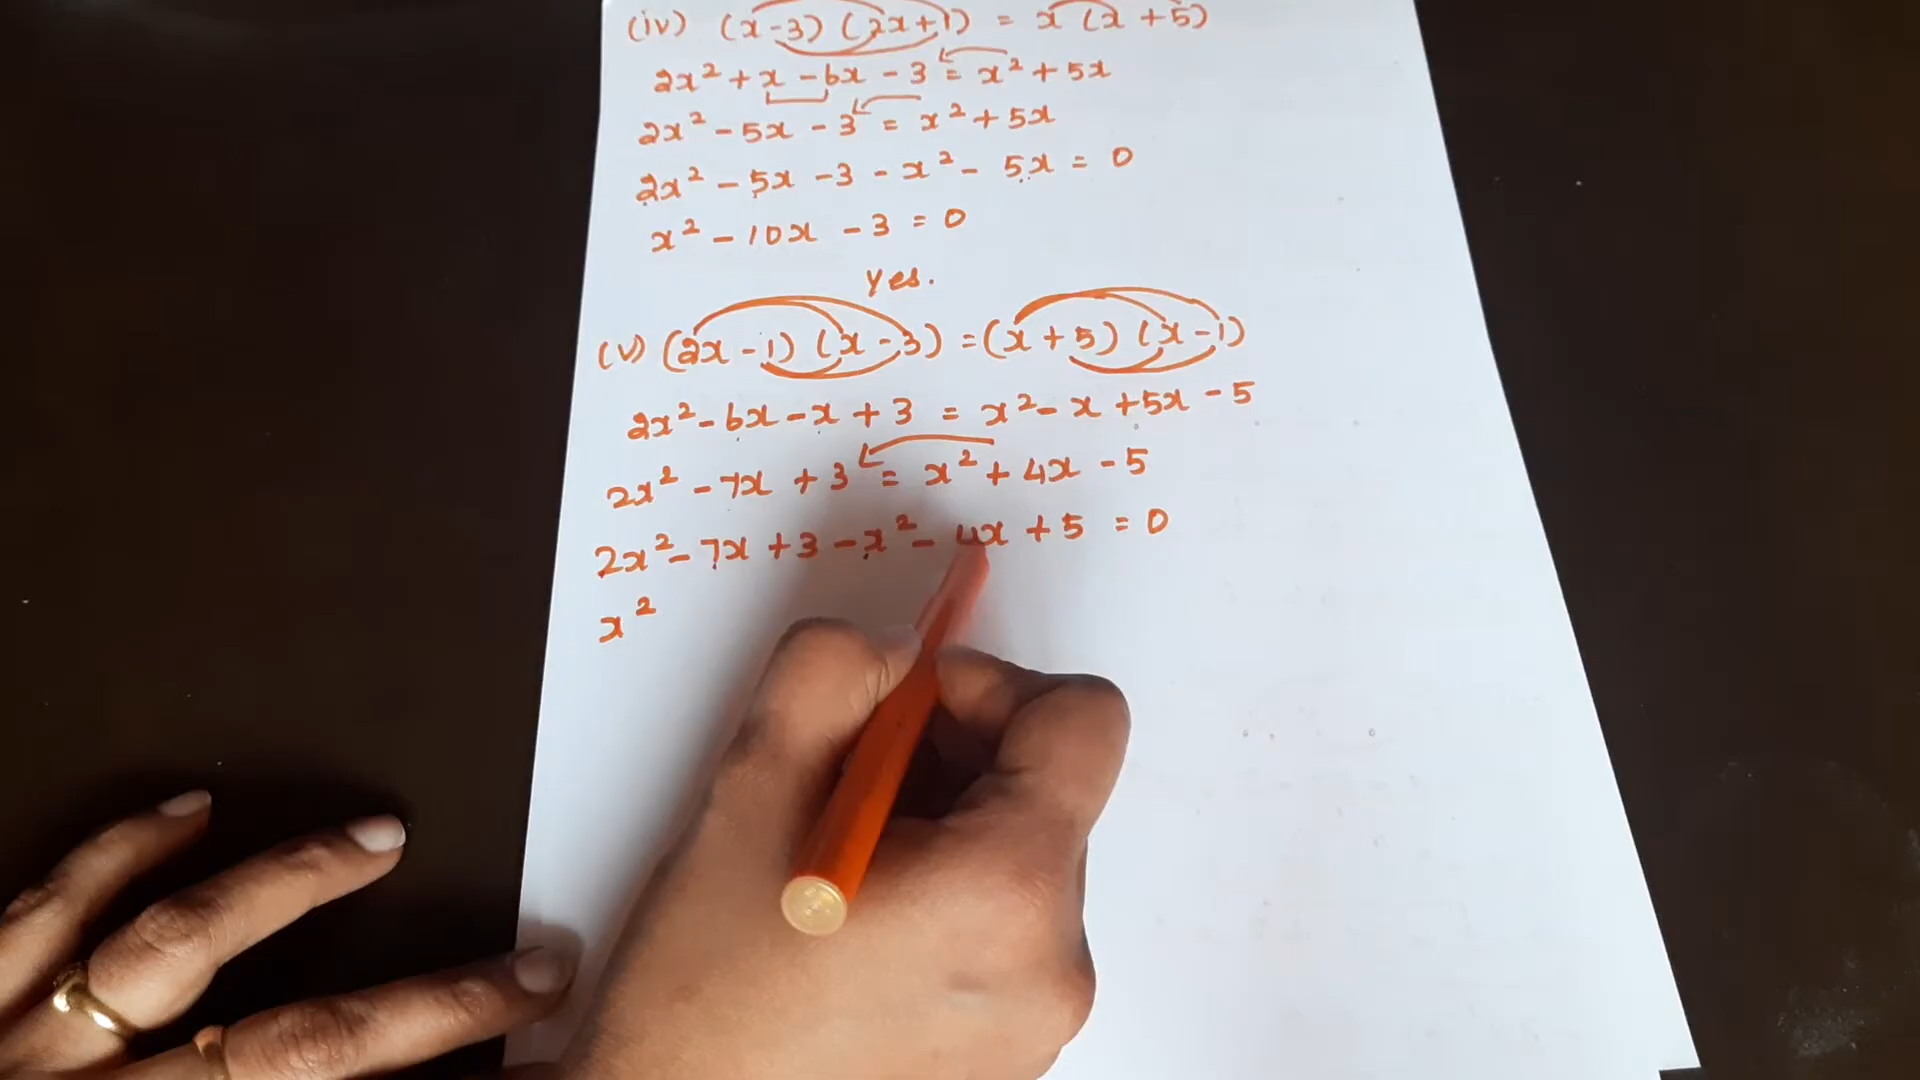 (iv) (x-3) (2x+1) = x (x+5)
2x² + x - 6x - 3 = x² + 5x
2x² - 5x - 3 = x² + 5x
2x² - 5x - 3 - x² - 5x = 0
x² - 10x - 3 = 0
yes.
(v) (2x-1) (x-3) = (x+5) (x-1)
2x² - 6x - x + 3 = x² - x + 5x - 5
2x² - 7x + 3 = x² + 4x - 5
2x² - 7x + 3 - x² - 4x + 5 = 0
x²